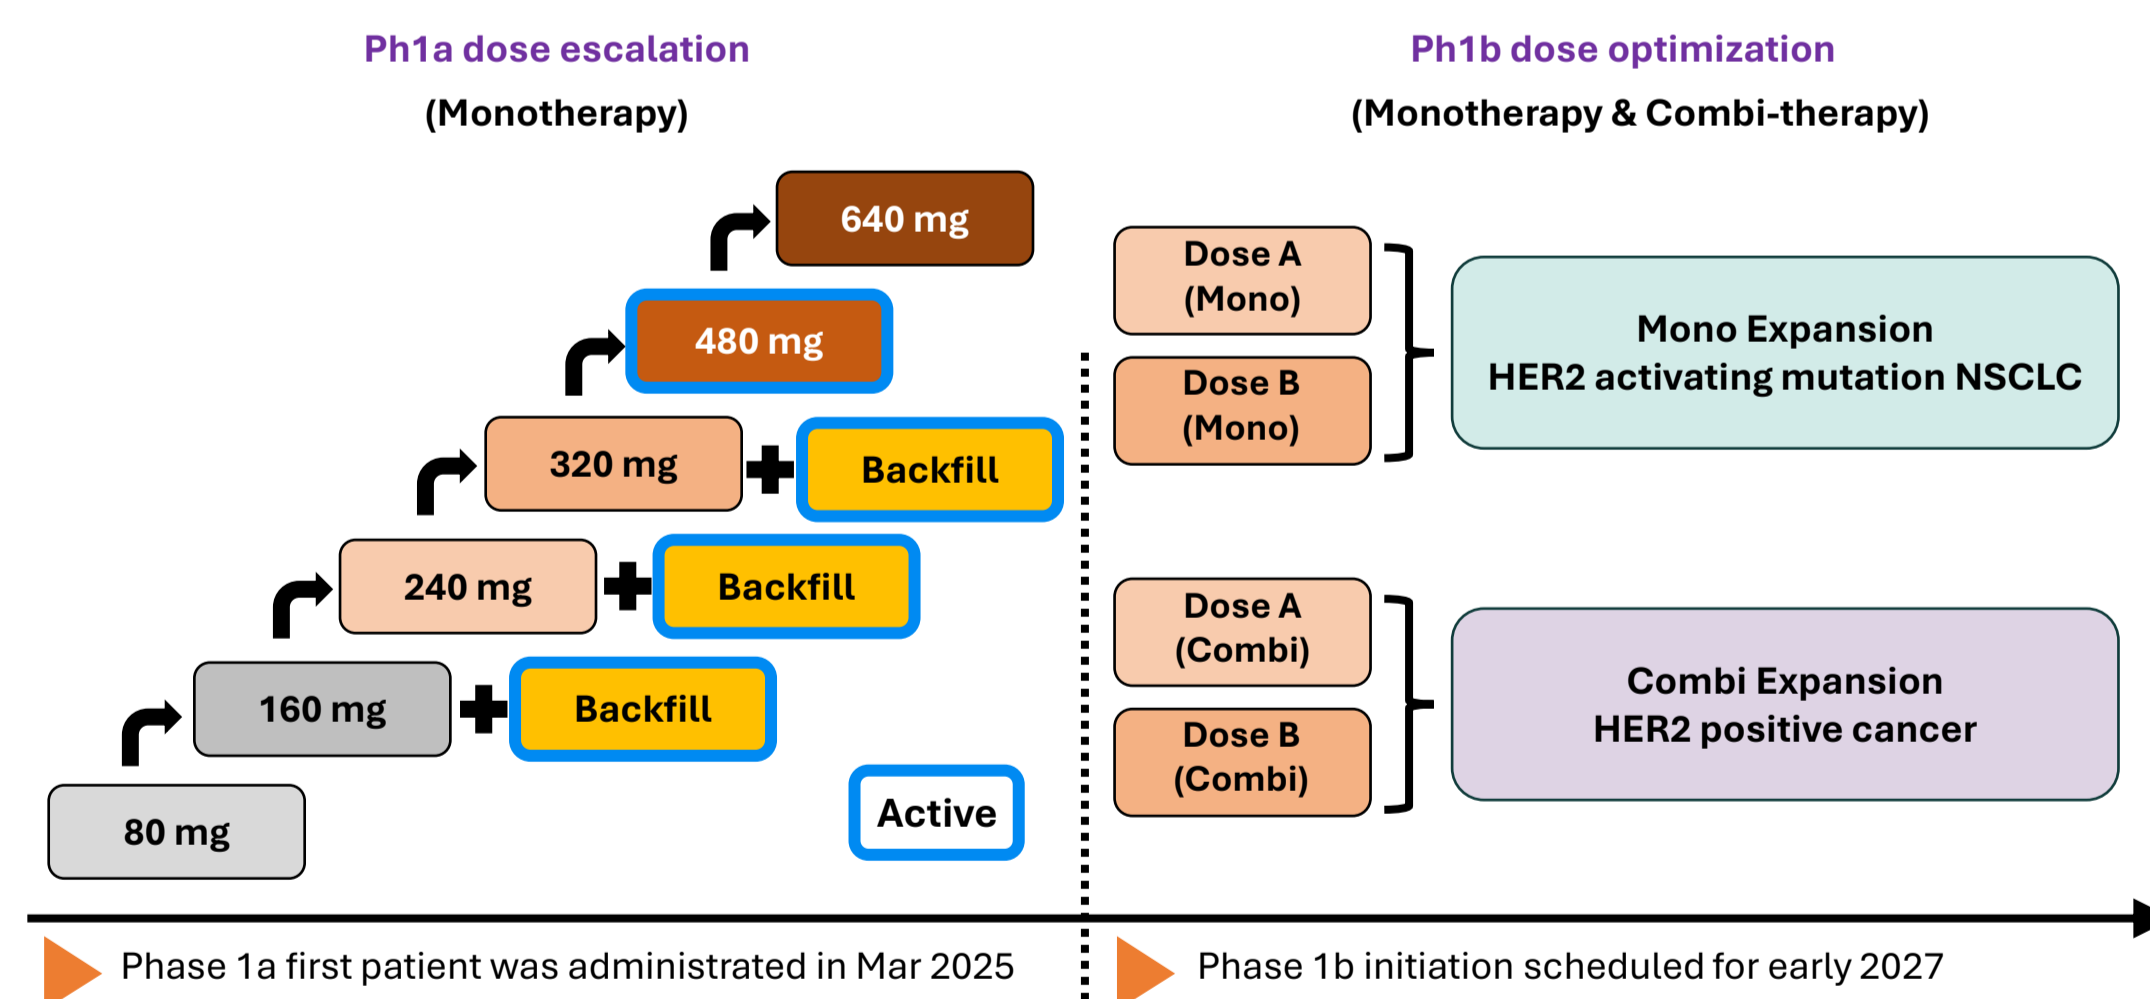 Ph1a dose escalation
(Monotherapy)
640 mg
480 mg
320 mg
Backfill
240 mg
Backfill
160 mg
Backfill
80 mg
Active
Phase 1a first patient was administrated in Mar 2025
Ph1b dose optimization
(Monotherapy & Combi-therapy)
Dose A
(Mono)
Dose B
(Mono)
Mono Expansion
HER2 activating mutation NSCLC
Dose A
(Combi)
Dose B
(Combi)
Combi Expansion
HER2 positive cancer
Phase 1b initiation scheduled for early 2027